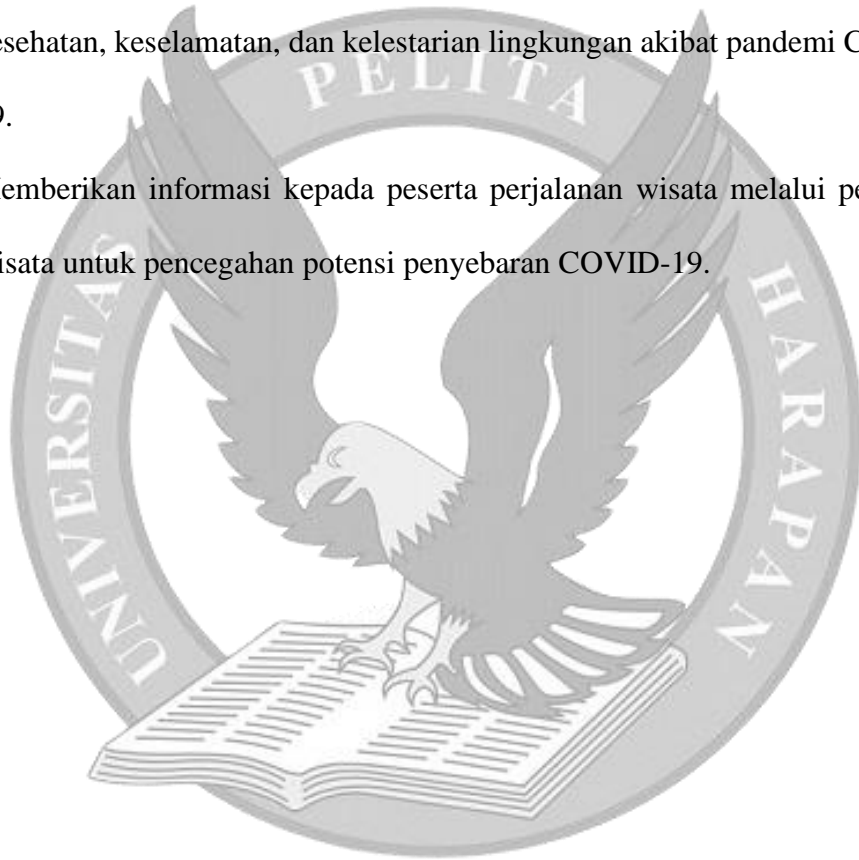 esehatan, keselamatan, dan kelestarian lingkungan akibat pandemi C
9.
emberikan informasi kepada peserta perjalanan wisata melalui pe
isata untuk pencegahan potensi penyebaran COVID-19.
UNIVERSITAS PELITA HARAPAN